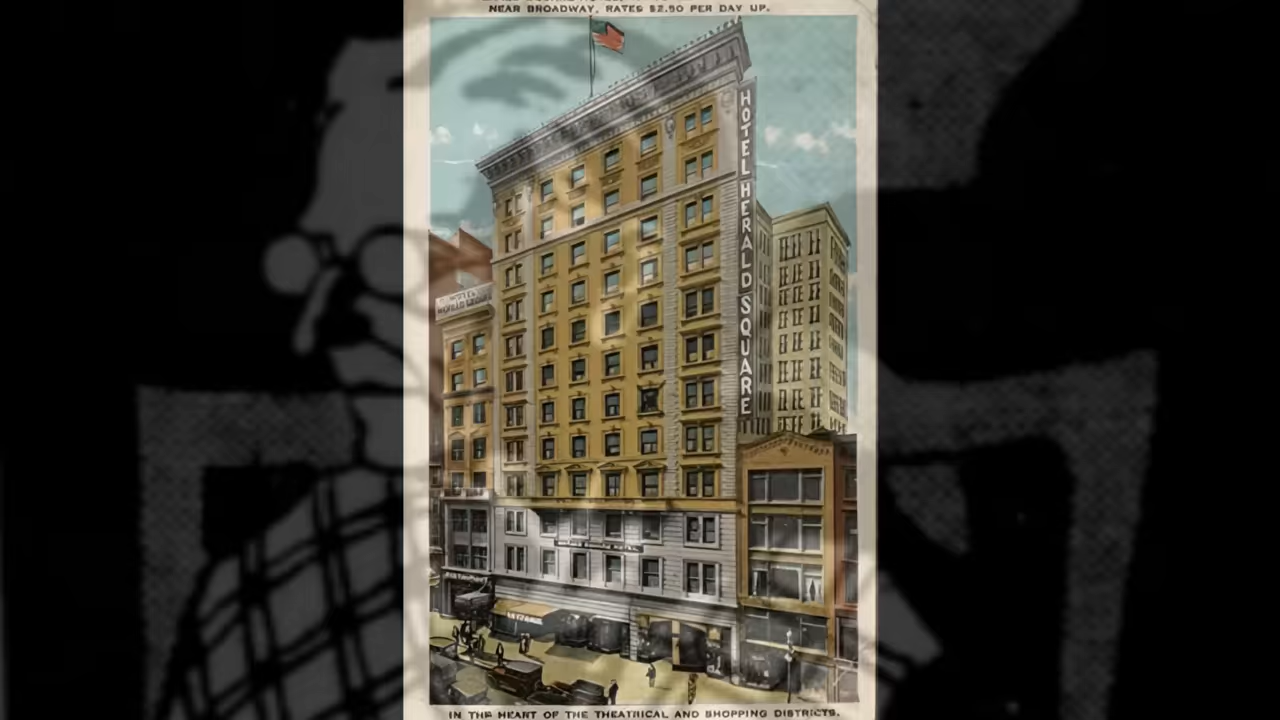 NEAR BROADWAY, RATES $2.50 PER DAY UP.
HOTEL HERALD SQUARE
IN THE HEART OF THE THEATRICAL AND SHOPPING DISTRICTS.